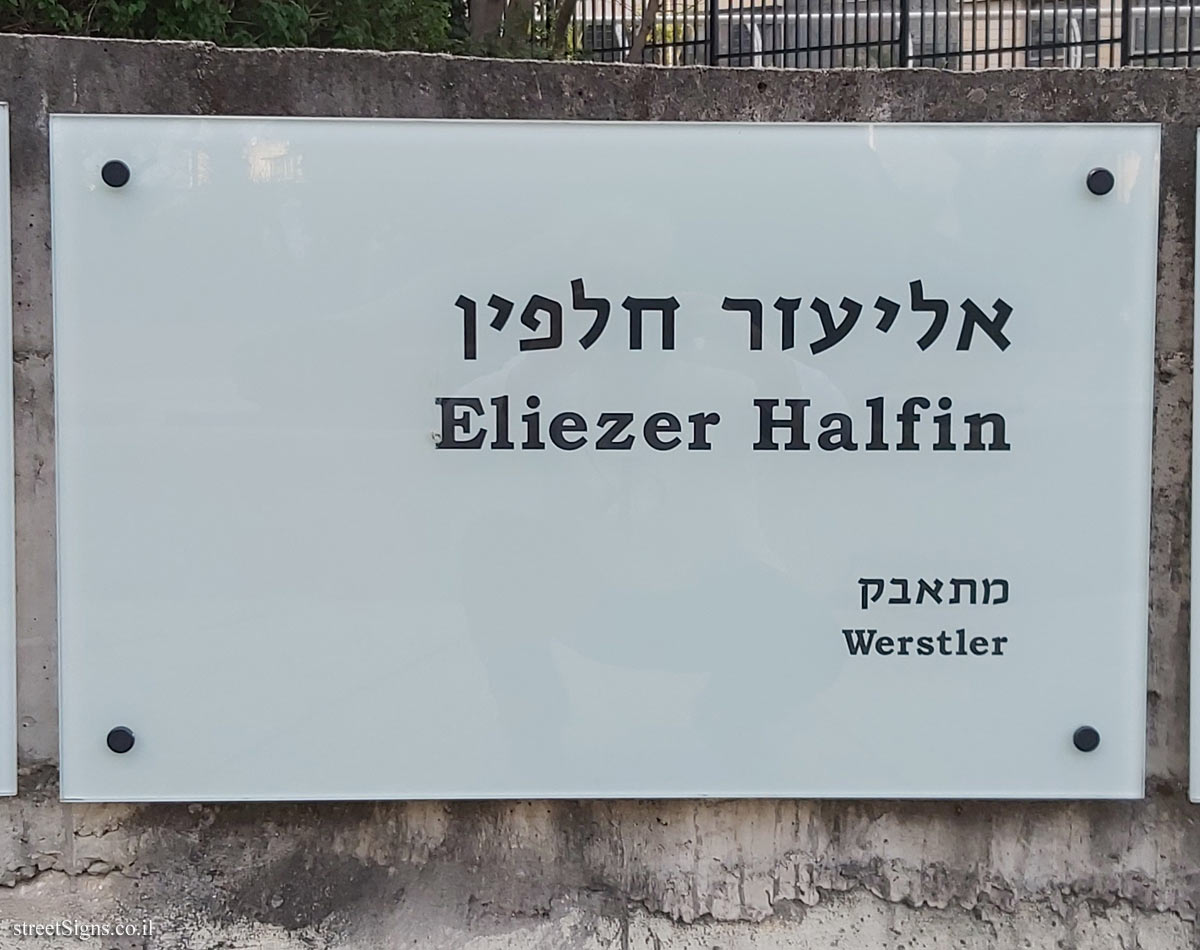 אליעזר חלפין
Eliezer Halfin
מתאבק
Werstler
streetSigns.co.il